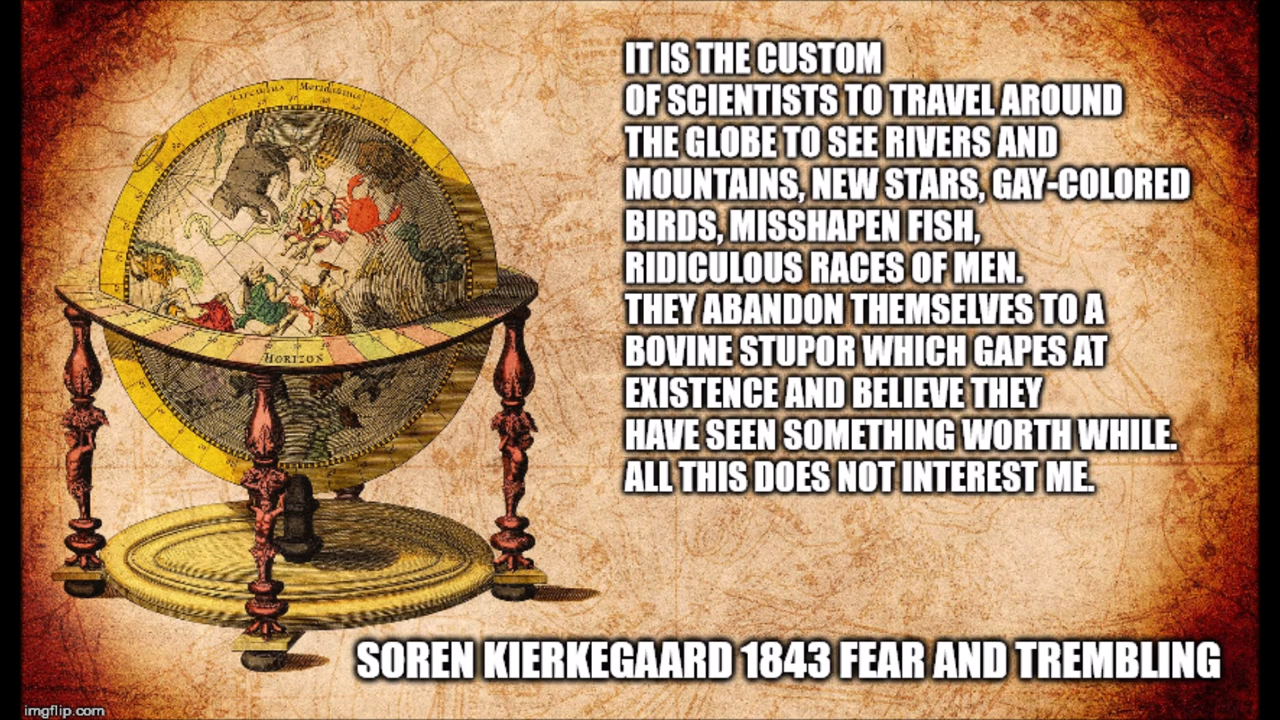 Circulus Meridianus
HORIZON
IT IS THE CUSTOM
OF SCIENTISTS TO TRAVEL AROUND
THE GLOBE TO SEE RIVERS AND
MOUNTAINS, NEW STARS, GAY-COLORED
BIRDS, MISSHAPEN FISH,
RIDICULOUS RACES OF MEN.
THEY ABANDON THEMSELVES TO A
BOVINE STUPOR WHICH GAPES AT
EXISTENCE AND BELIEVE THEY
HAVE SEEN SOMETHING WORTH WHILE.
ALL THIS DOES NOT INTEREST ME.
SOREN KIERKEGAARD 1843 FEAR AND TREMBLING
imgflip.com